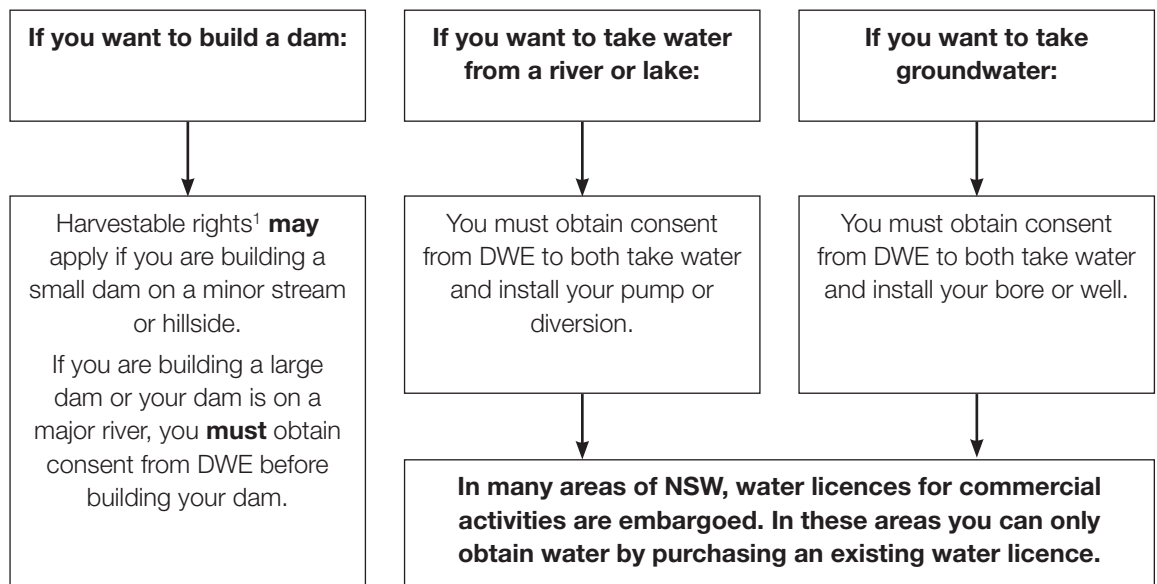 If you want to build a dam:
Harvestable rights¹ may
apply if you are building a
small dam on a minor stream
or hillside.
If you are building a large
dam or your dam is on a
major river, you must obtain
consent from DWE before
building your dam.
If you want to take water
from a river or lake:
You must obtain consent
from DWE to both take water
and install your pump or
diversion.
If you want to take
groundwater:
You must obtain consent
from DWE to both take water
and install your bore or well.
In many areas of NSW, water licences for commercial
activities are embargoed. In these areas you can only
obtain water by purchasing an existing water licence.